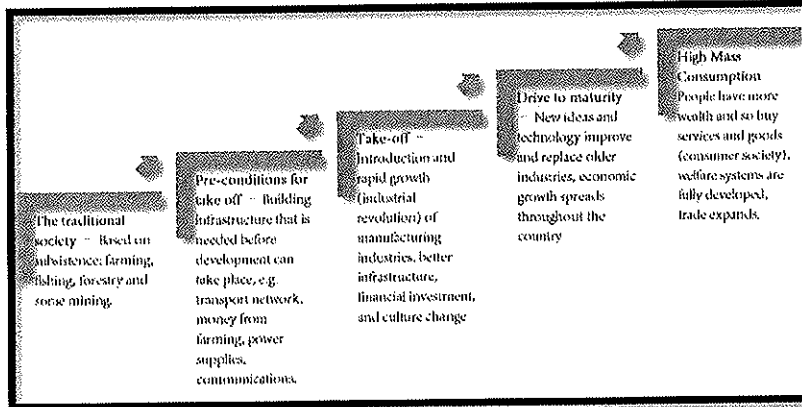 The traditional
society – Based on
subsistence; farming,
fishing, forestry and
some mining.
Pre-conditions for
take off – Building
infrastructure that is
needed before
development can
take place, e.g.
transport network,
money from
farming, power
supplies,
communications.
Take-off –
Introduction and
rapid growth
(industrial
revolution) of
manufacturing
industries, better
infrastructure,
financial investment,
and culture change
Drive to maturity
– New ideas and
technology improve
and replace older
industries, economic
growth spreads
throughout the
country
High Mass
Consumption
People have more
wealth and so buy
services and goods
(consumer society),
welfare systems are
fully developed,
trade expands.